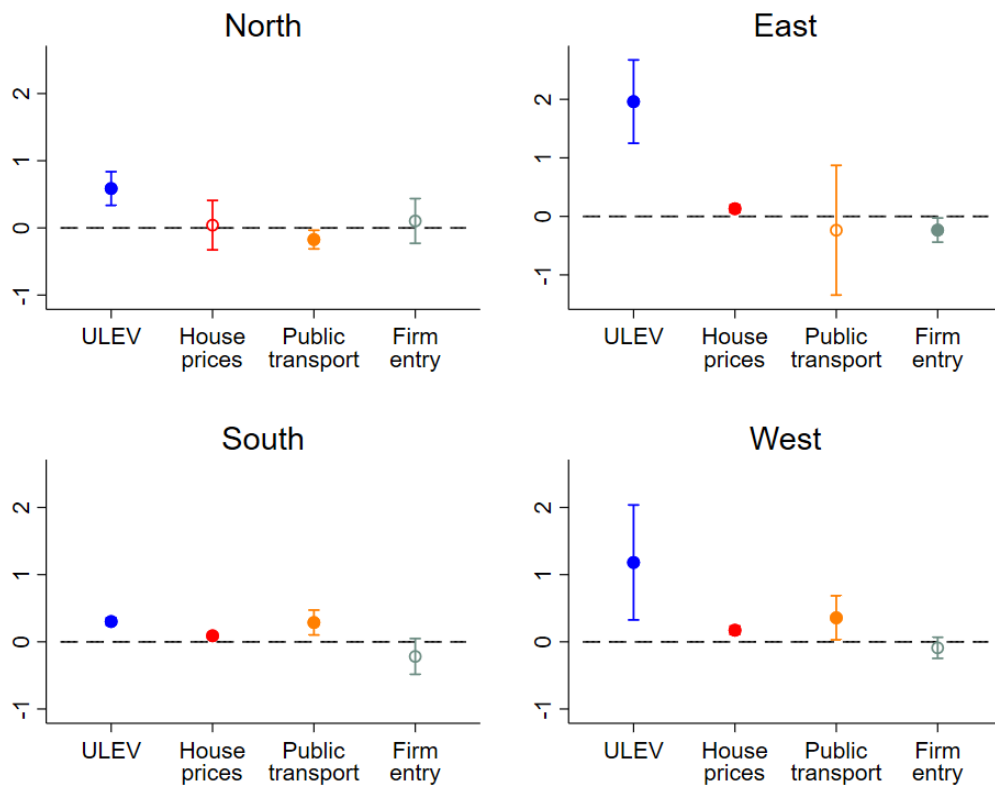 North
2
1
0
-1
ULEV
House
prices
Public
transport
Firm
entry
East
2
1
0
-1
ULEV
House
prices
Public
transport
Firm
entry
South
2
1
0
-1
ULEV
House
prices
Public
transport
Firm
entry
West
2
1
0
-1
ULEV
House
prices
Public
transport
Firm
entry